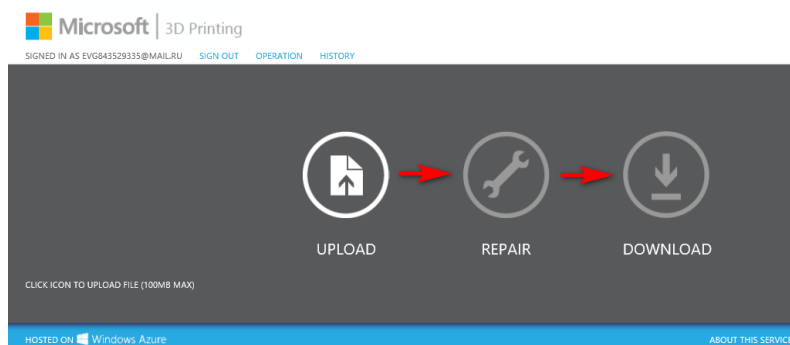 Microsoft | 3D Printing
SIGNED IN AS EVG843529335@MAIL.RU SIGN OUT OPERATION HISTORY
UPLOAD REPAIR DOWNLOAD
CLICK ICON TO UPLOAD FILE (100MB MAX)
HOSTED ON Windows Azure ABOUT THIS SERVICE